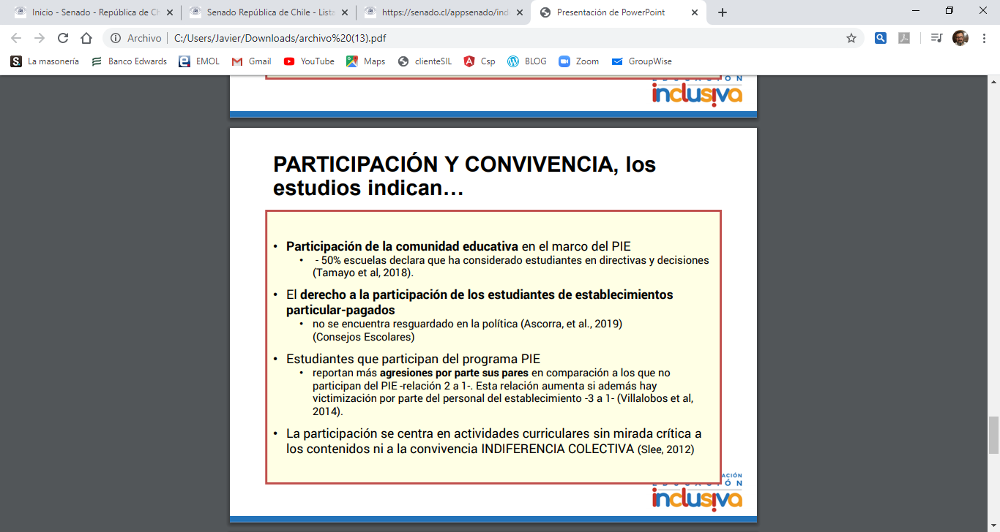 Inicio - Senado - República de Ch
Senado República de Chile - Lista
https://senado.cl/appsenado/ind
Presentación de PowerPoint
Archivo
C:/Users/Javier/Downloads/archivo%20(13).pdf
La masonería
Banco Edwards
EMOL
Gmail
YouTube
Maps
clienteSIL
Csp
BLOG
Zoom
GroupWise
inclusiva
PARTICIPACIÓN Y CONVIVENCIA, los
estudios indican…
• Participación de la comunidad educativa en el marco del PIE
• - 50% escuelas declara que ha considerado estudiantes en directivas y decisiones
(Tamayo et al, 2018).
• El derecho a la participación de los estudiantes de establecimientos
particular-pagados
• no se encuentra resguardado en la política (Ascorra, et al., 2019)
(Consejos Escolares)
• Estudiantes que participan del programa PIE
• reportan más agresiones por parte sus pares en comparación a los que no
participan del PIE -relación 2 a 1-. Esta relación aumenta si además hay
victimización por parte del personal del establecimiento -3 a 1- (Villalobos et al,
2014).
• La participación se centra en actividades curriculares sin mirada crítica a
los contenidos ni a la convivencia INDIFERENCIA COLECTIVA (Slee, 2012)
inclusiva